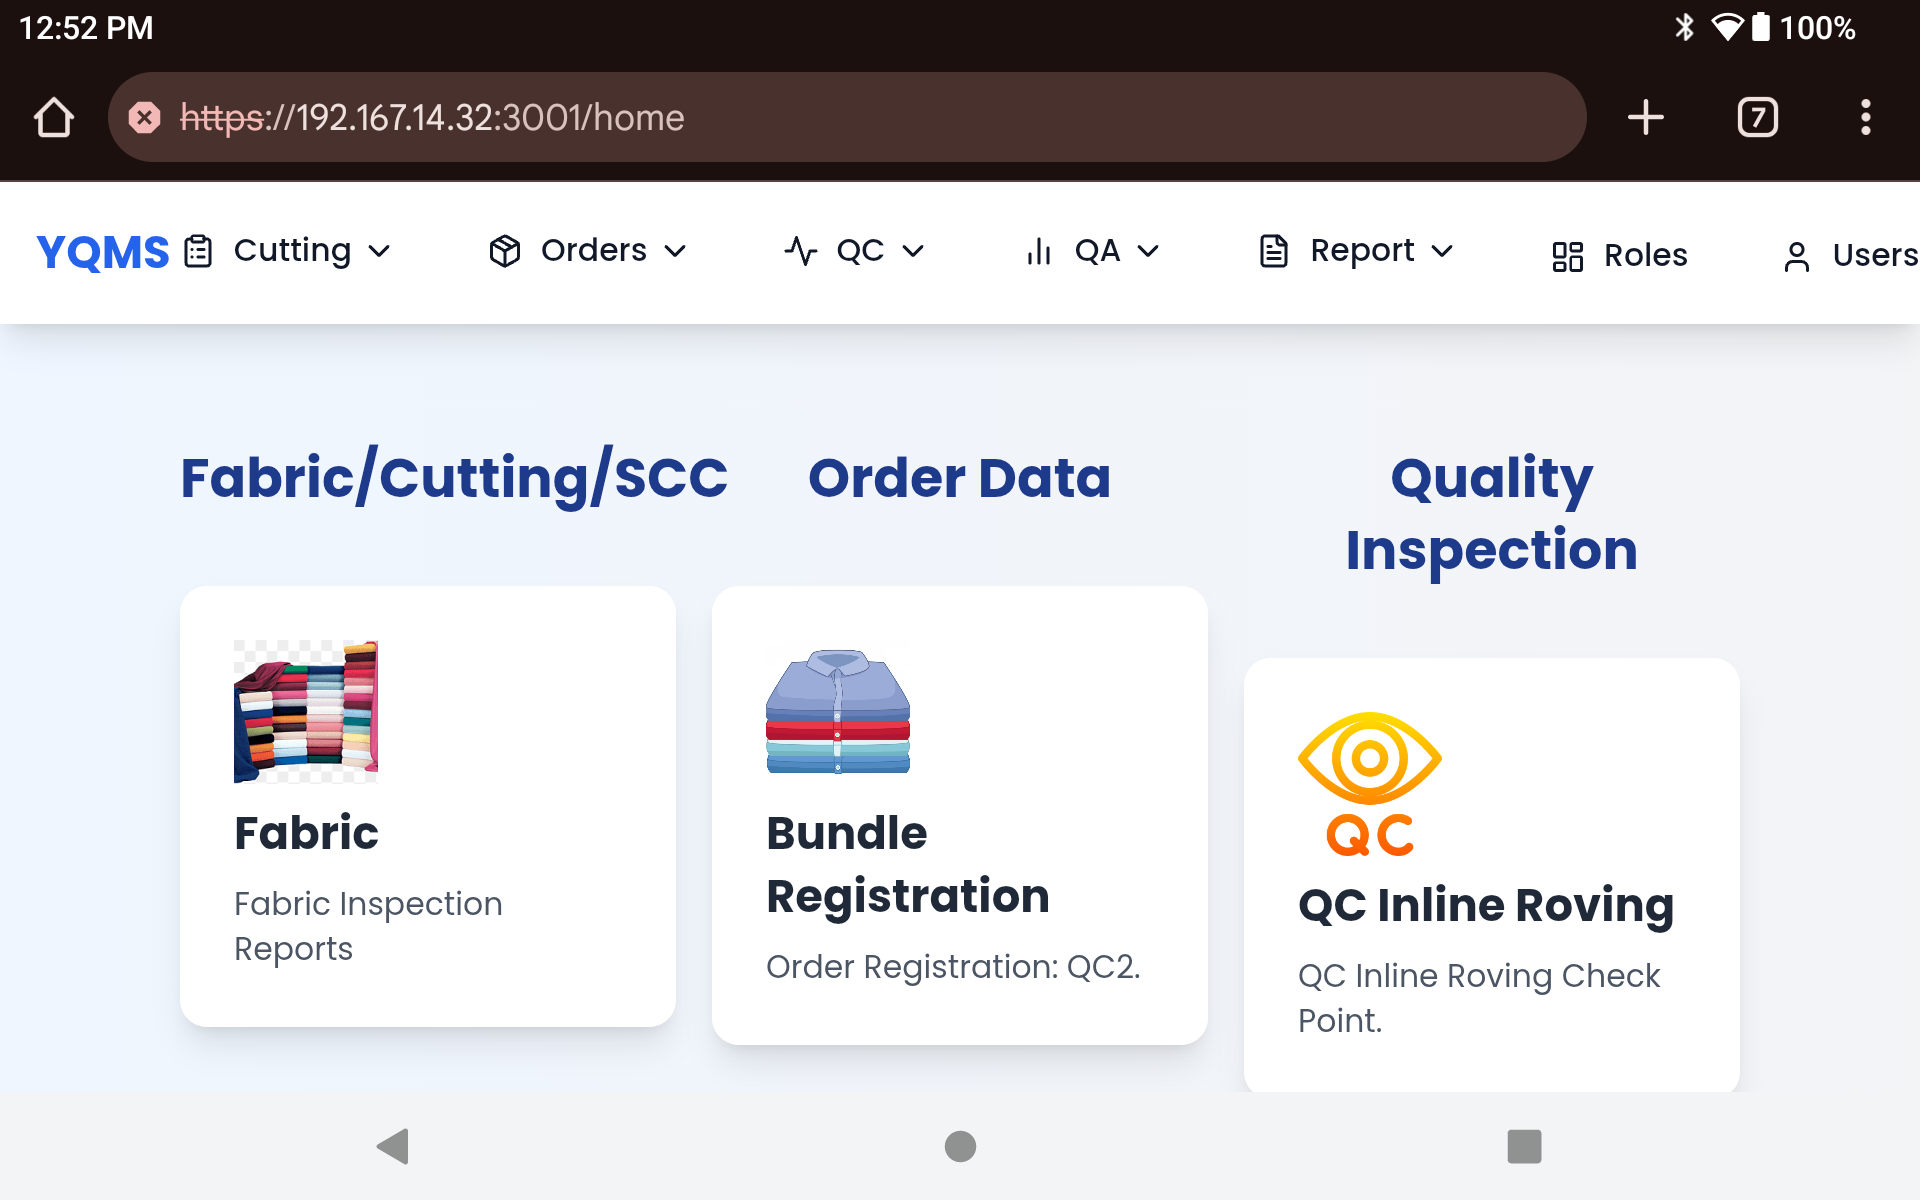 12:52 PM
100%
https://192.167.14.32:3001/home
7
YQMS Cutting Orders QC QA Report Roles Users
Fabric/Cutting/SCC
Order Data
Quality
Inspection
Fabric
Fabric Inspection
Reports
Bundle
Registration
Order Registration: QC2.
QC
QC Inline Roving
QC Inline Roving Check
Point.